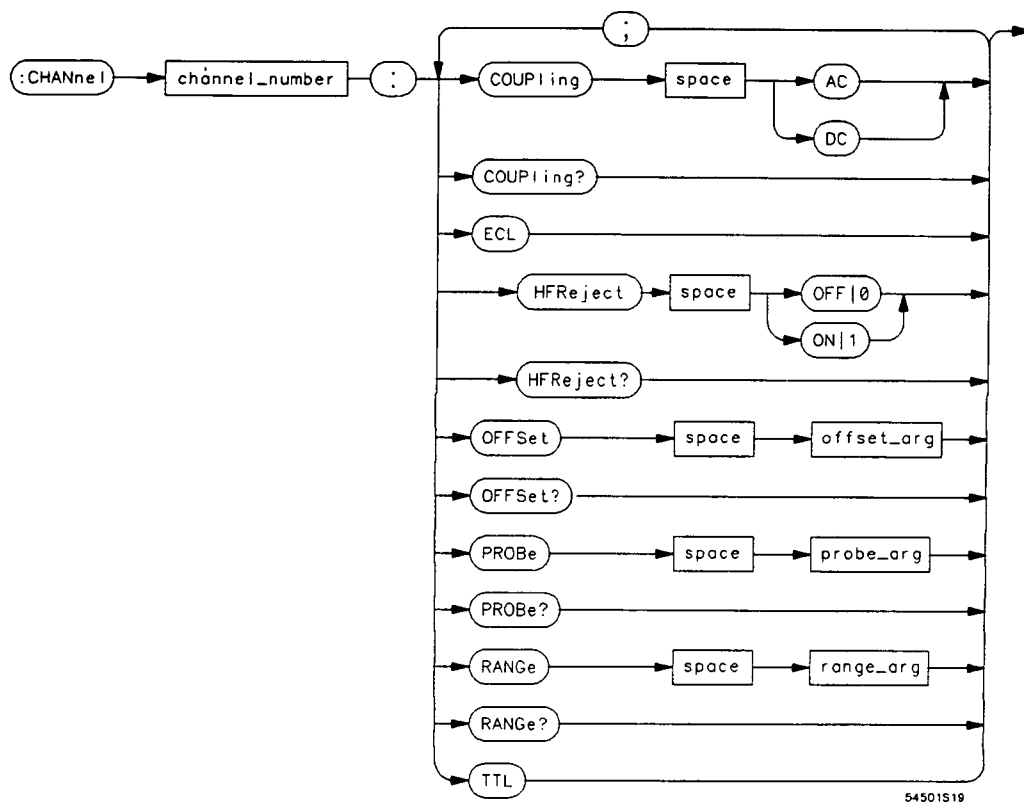 ;
:CHANnel channel_number : COUPling space AC
DC
COUPling?
ECL
HFReject space OFF|0
ON|1
HFReject?
OFFSet space offset_arg
OFFSet?
PROBe space probe_arg
PROBe?
RANGe space range_arg
RANGe?
TTL
54501S19